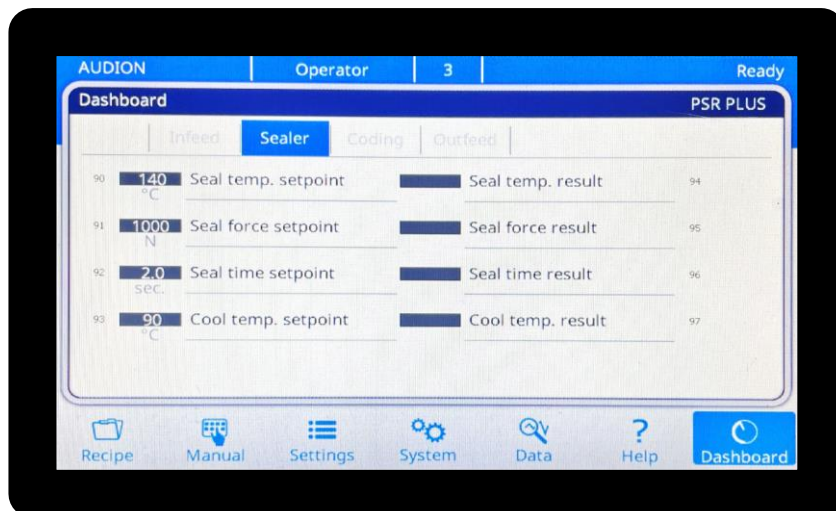 AUDION Operator 3 Ready
Dashboard PSR PLUS
Infeed Sealer Coding Outfeed
90 140 °C Seal temp. setpoint Seal temp. result 94
91 1000 N Seal force setpoint Seal force result 95
92 2.0 sec. Seal time setpoint Seal time result 96
93 90 °C Cool temp. setpoint Cool temp. result 97
Recipe Manual Settings System Data ? Help Dashboard